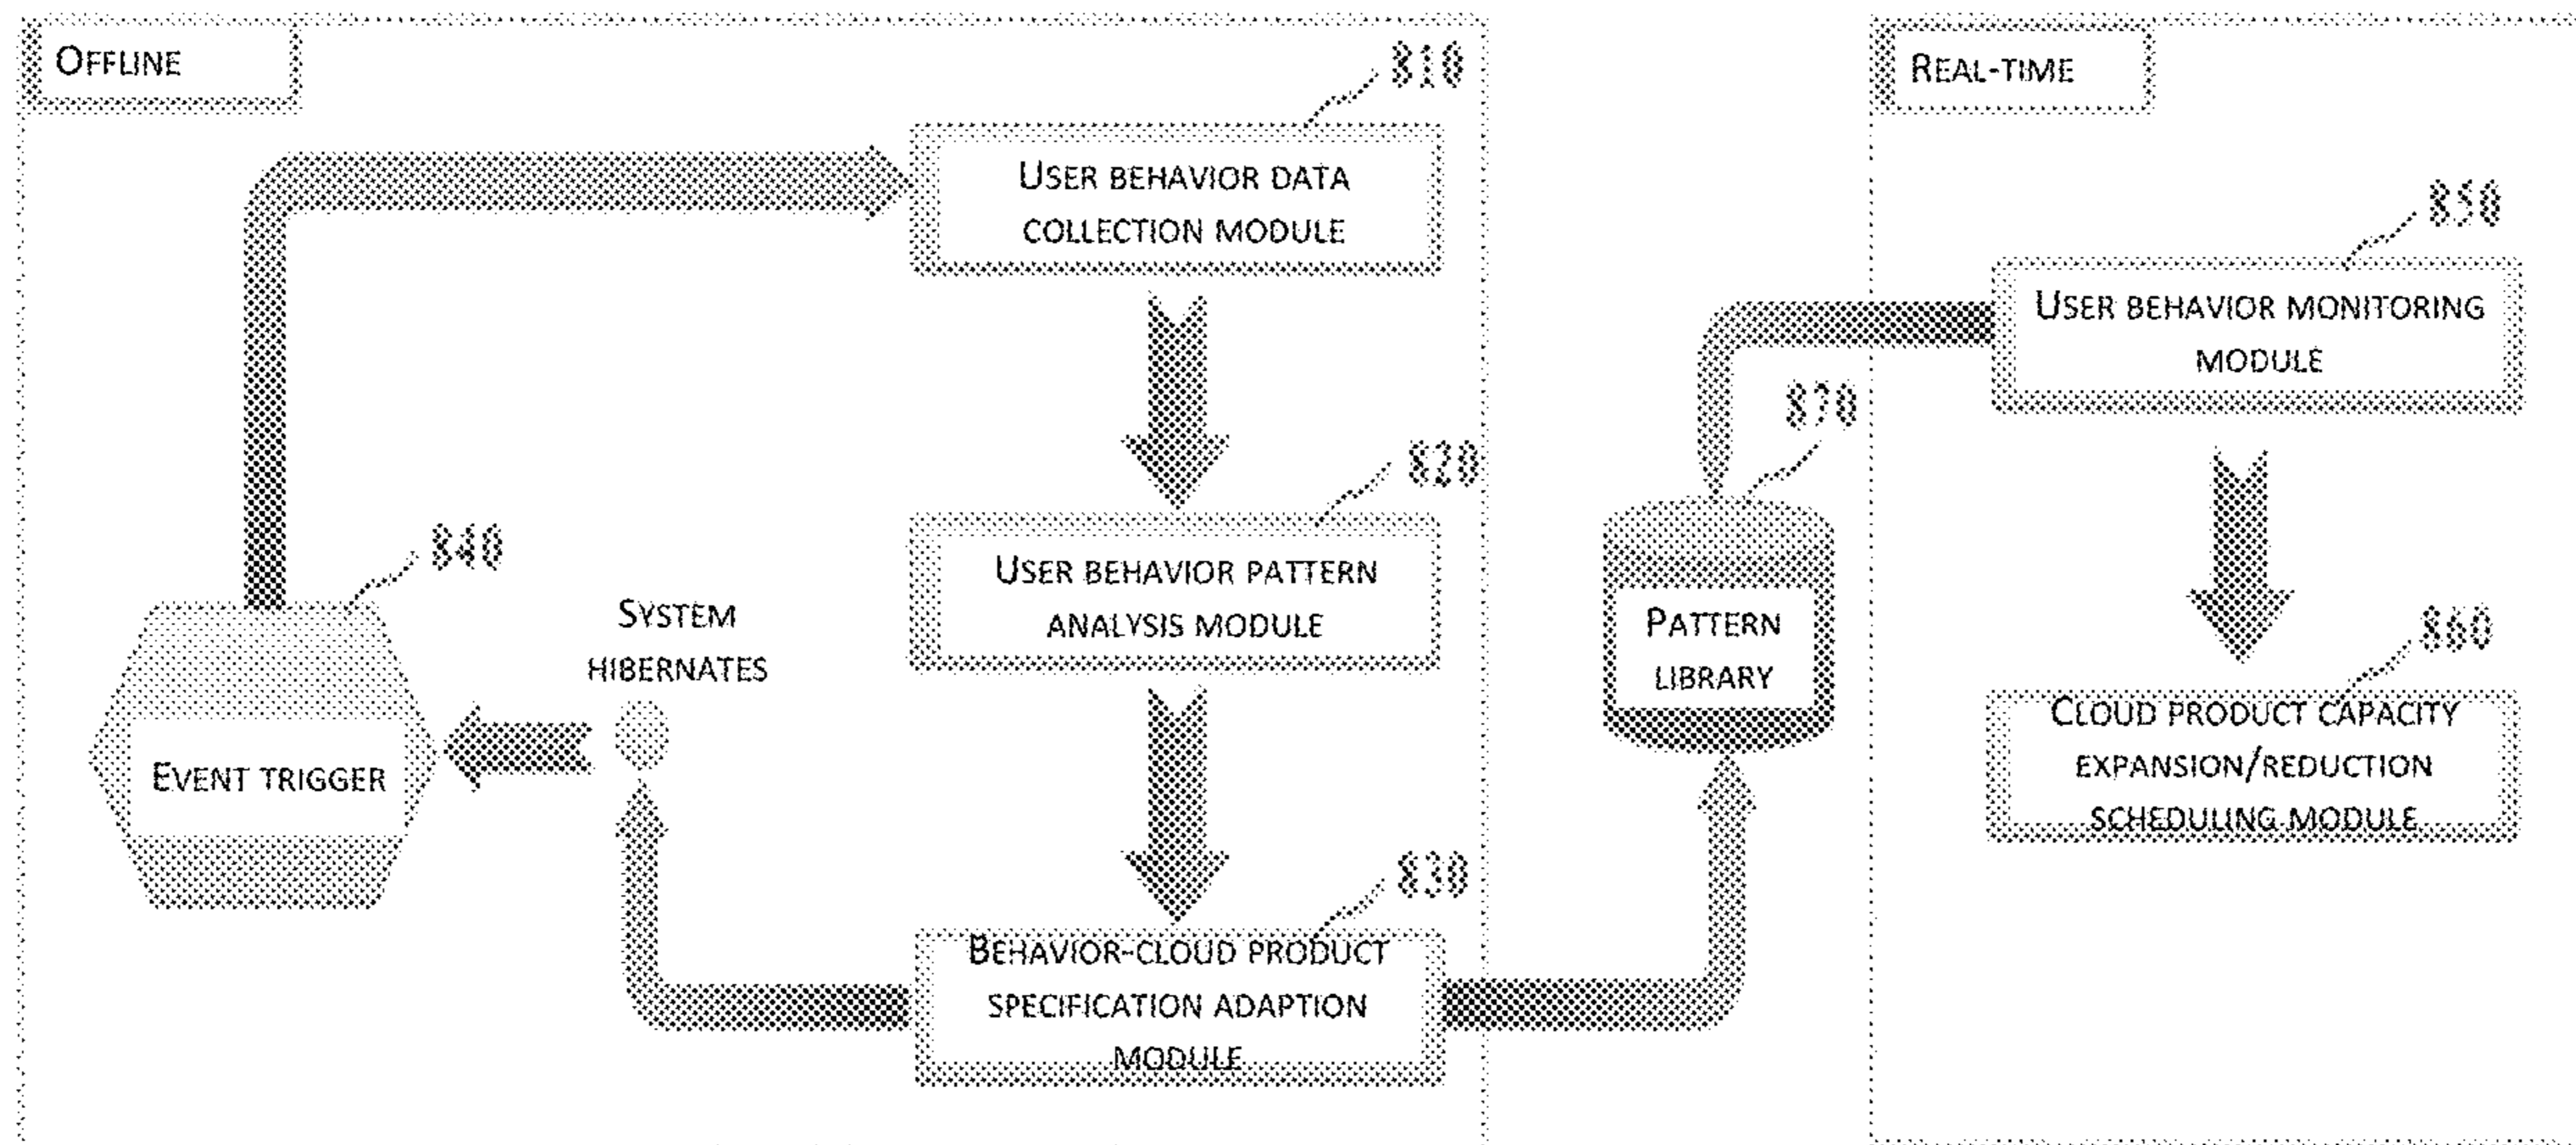 OFFLINE
810
USER BEHAVIOR DATA
COLLECTION MODULE
820
USER BEHAVIOR PATTERN
ANALYSIS MODULE
840
SYSTEM
HIBERNATES
EVENT TRIGGER
830
BEHAVIOR-CLOUD PRODUCT
SPECIFICATION ADAPTION
MODULE
870
PATTERN
LIBRARY
REAL-TIME
850
USER BEHAVIOR MONITORING
MODULE
860
CLOUD PRODUCT CAPACITY
EXPANSION/REDUCTION
SCHEDULING MODULE